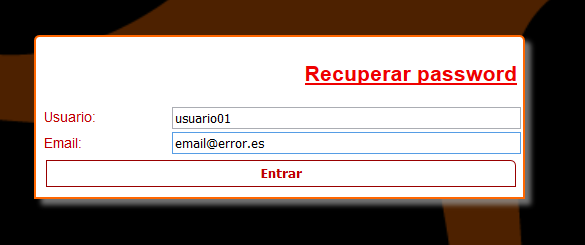 Recuperar password
Usuario: usuario01
Email: email@error.es
Entrar